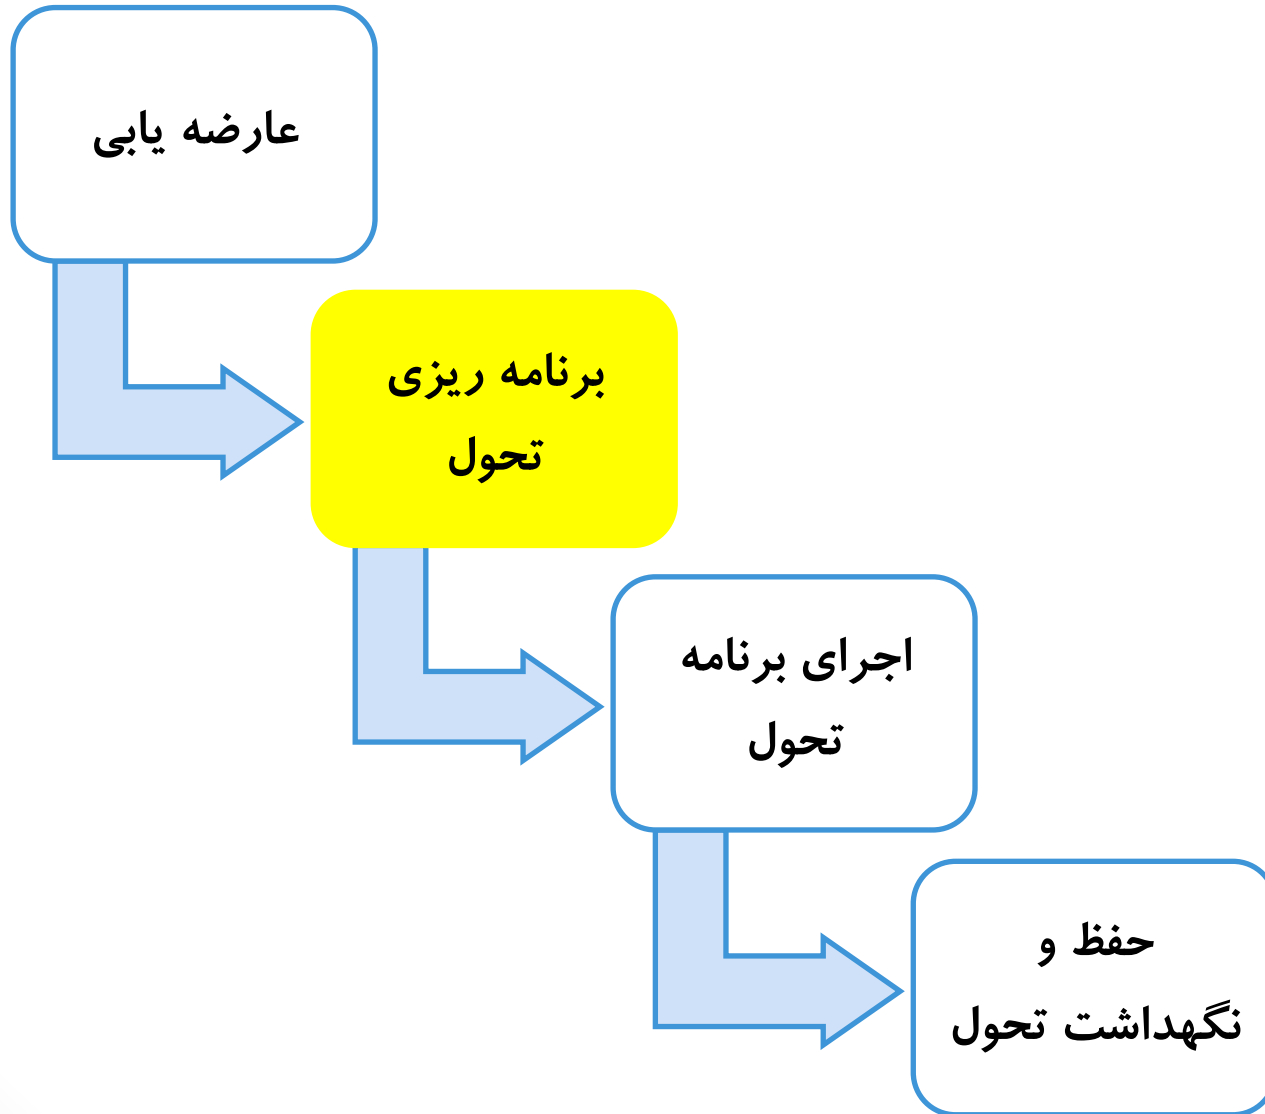 عارضه یابی
برنامه ریزی
تحول
اجرای برنامه
تحول
حفظ و
نگهداشت تحول